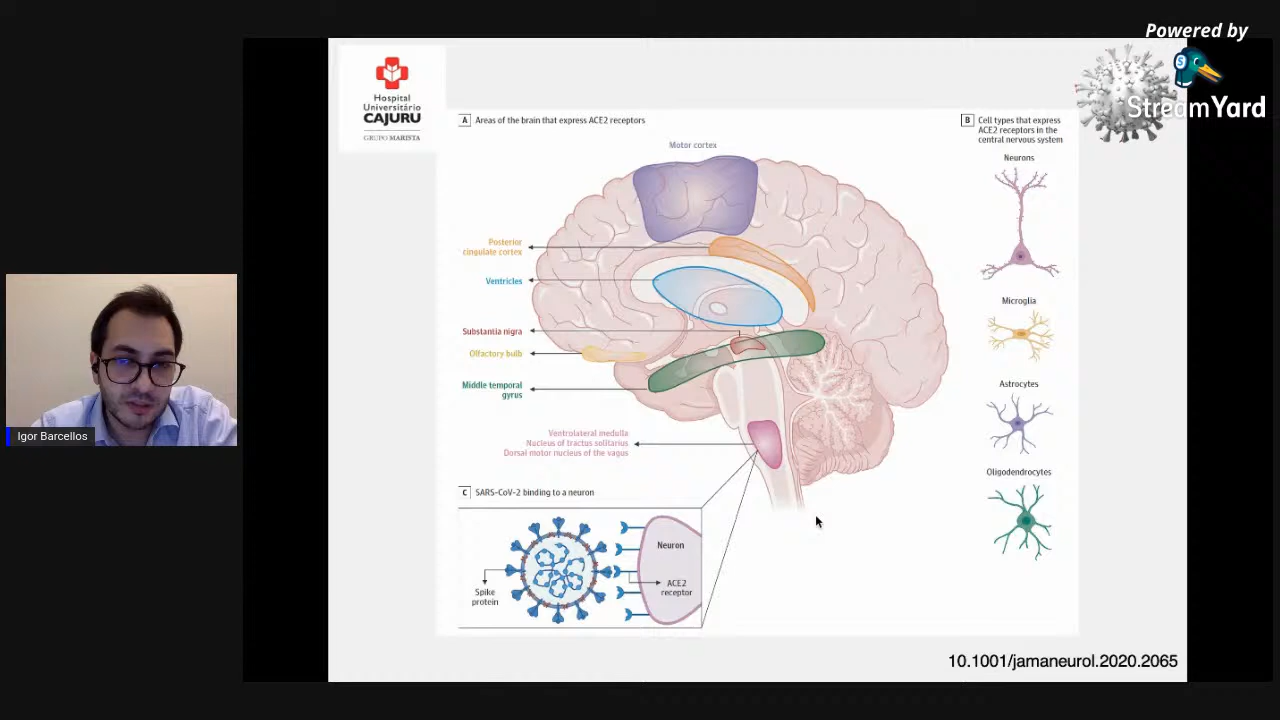 Powered by
StreamYard
Hospital
Universitário
CAJURU
GRUPO MARISTA
A Areas of the brain that express ACE2 receptors
Motor cortex
Posterior
cingulate cortex
Ventricles
Substantia nigra
Olfactory bulb
Middle temporal
gyrus
Ventrolateral medulla
Nucleus of tractus solitarius
Dorsal motor nucleus of the vagus
B Cell types that express
ACE2 receptors in the
central nervous system
Neurons
Microglia
Astrocytes
Oligodendrocytes
C SARS-CoV-2 binding to a neuron
Spike
protein
Neuron
ACE2
receptor
10.1001/jamaneurol.2020.2065
Igor Barcellos